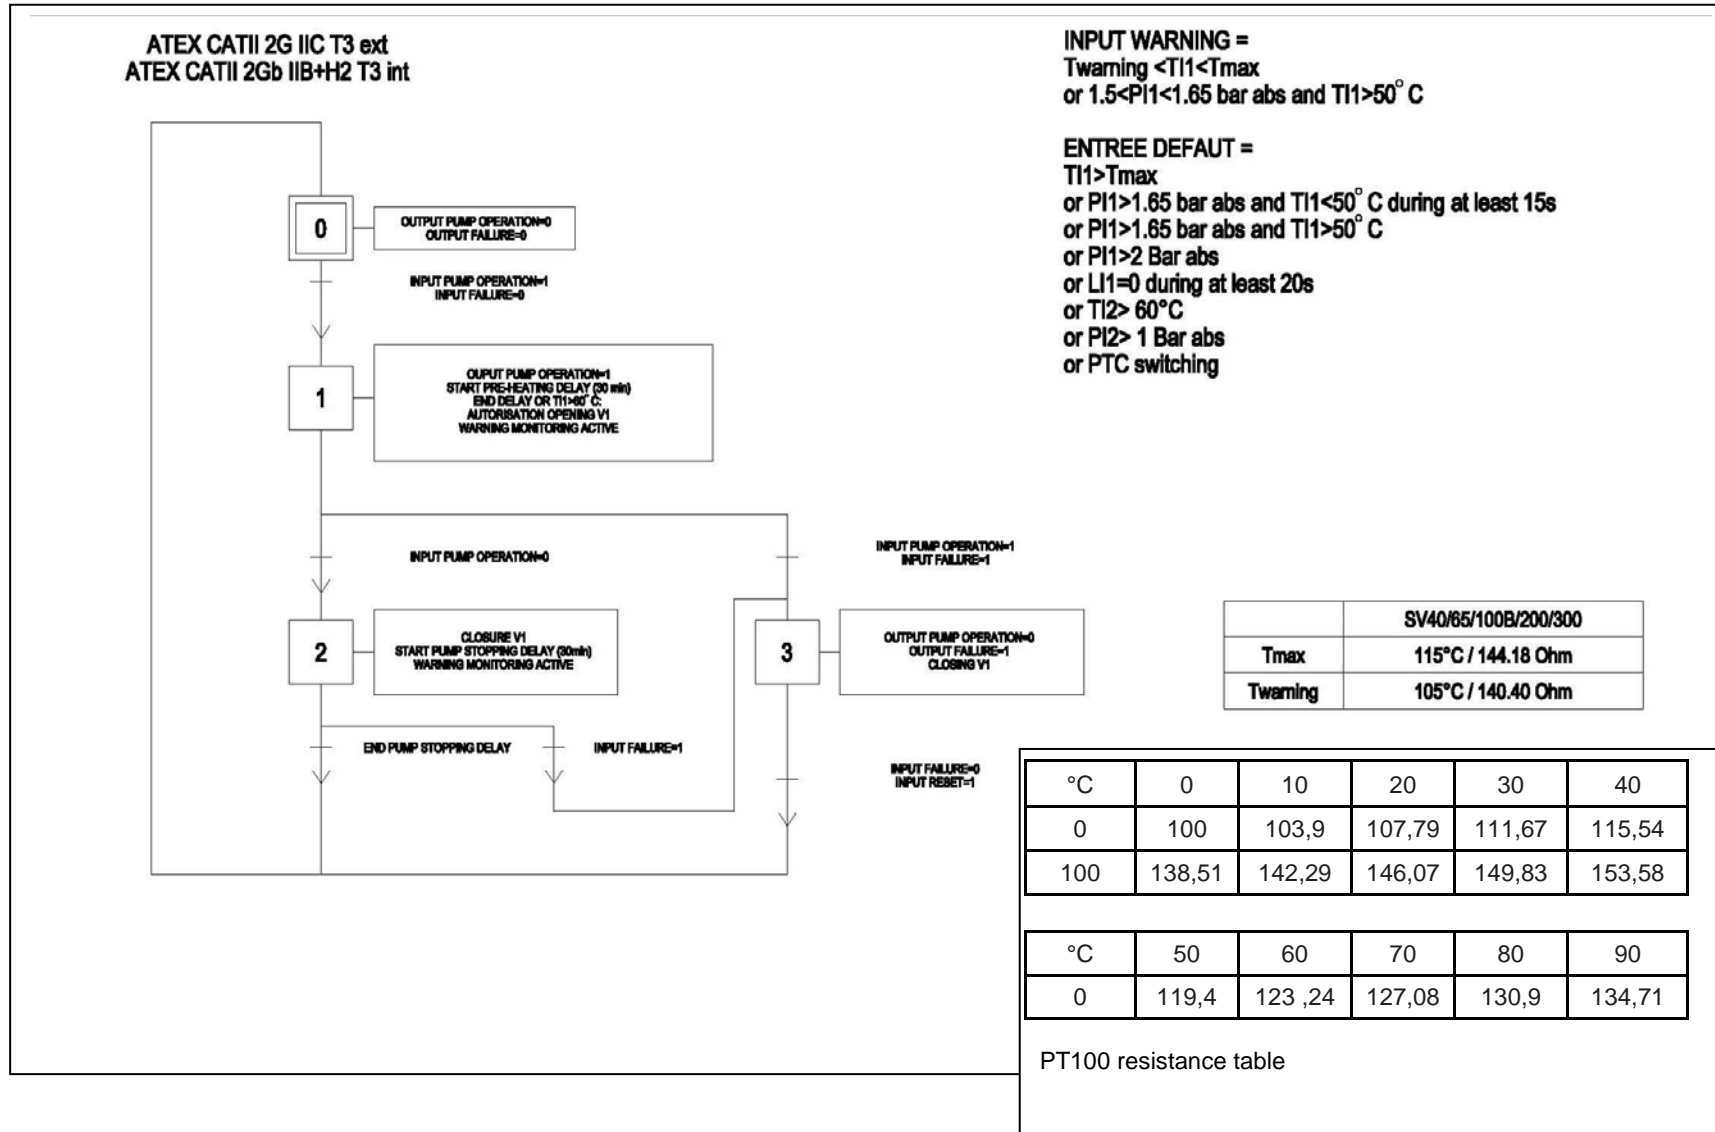 ATEX CATII 2G IIC T3 ext
ATEX CATII 2Gb IIB+H2 T3 int
INPUT WARNING =
Twarning <TI1<Tmax
or 1.5<PI1<1.65 bar abs and TI1>50° C
ENTREE DEFAUT =
TI1>Tmax
or PI1>1.65 bar abs and TI1<50° C during at least 15s
or PI1>1.65 bar abs and TI1>50° C
or PI1>2 Bar abs
or LI1=0 during at least 20s
or TI2> 60°C
or PI2> 1 Bar abs
or PTC switching
0
OUTPUT PUMP OPERATION=0
OUTPUT FAILURE=0
INPUT PUMP OPERATION=1
INPUT FAILURE=0
1
OUPUT PUMP OPERATION=1
START PRE-HEATING DELAY (30 min)
END DELAY OR TI1>60° C:
AUTORISATION OPENING V1
WARNING MONITORING ACTIVE
INPUT PUMP OPERATION=0
INPUT PUMP OPERATION=1
INPUT FAILURE=1
2
CLOSURE V1
START PUMP STOPPING DELAY (30min)
WARNING MONITORING ACTIVE
3
OUTPUT PUMP OPERATION=0
OUTPUT FAILURE=1
CLOSING V1
END PUMP STOPPING DELAY
INPUT FAILURE=1
INPUT FAILURE=0
INPUT RESET=1
SV40/65/100B/200/300
Tmax 115°C / 144.18 Ohm
Twarning 105°C / 140.40 Ohm
°C 0 10 20 30 40
0 100 103,9 107,79 111,67 115,54
100 138,51 142,29 146,07 149,83 153,58
°C 50 60 70 80 90
0 119,4 123 ,24 127,08 130,9 134,71
PT100 resistance table